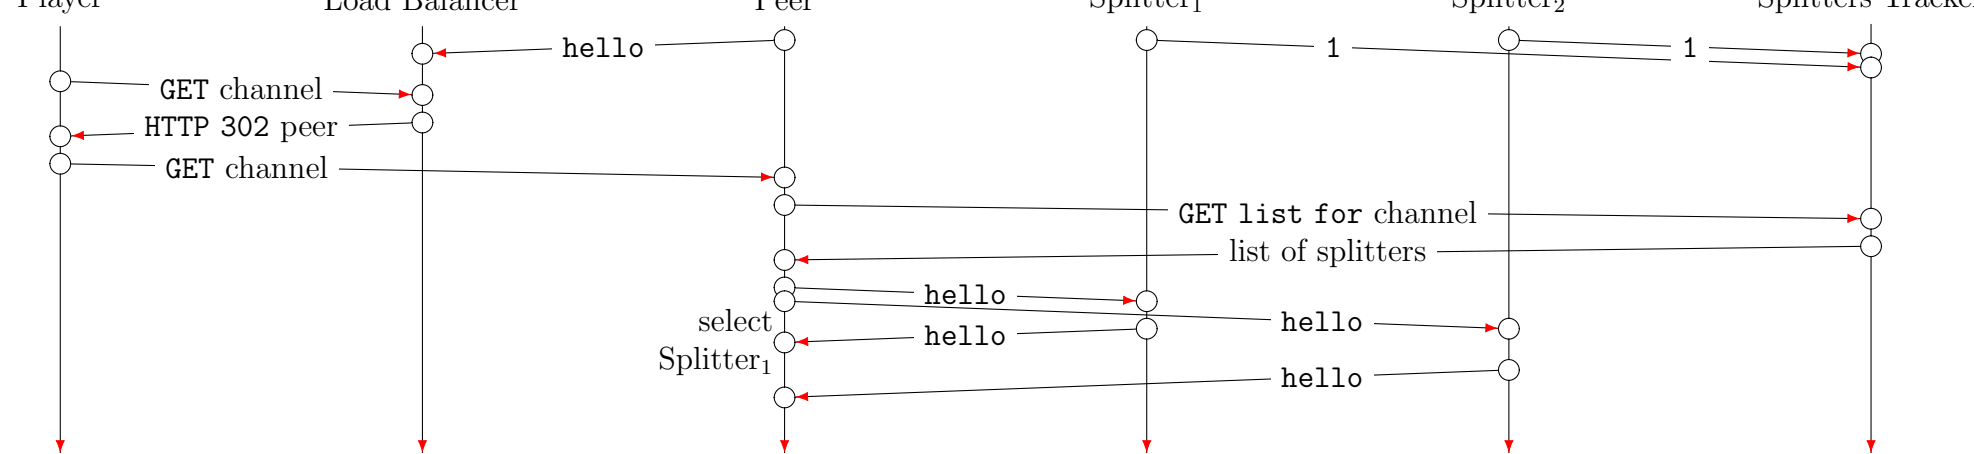 Player Load Balancer Peer Splitter₁ Splitter₂ Splitters
hello 1 1
GET channel
HTTP 302 peer
GET channel
GET list for channel
list of splitters
hello
select
hello
hello
Splitter₁
hello